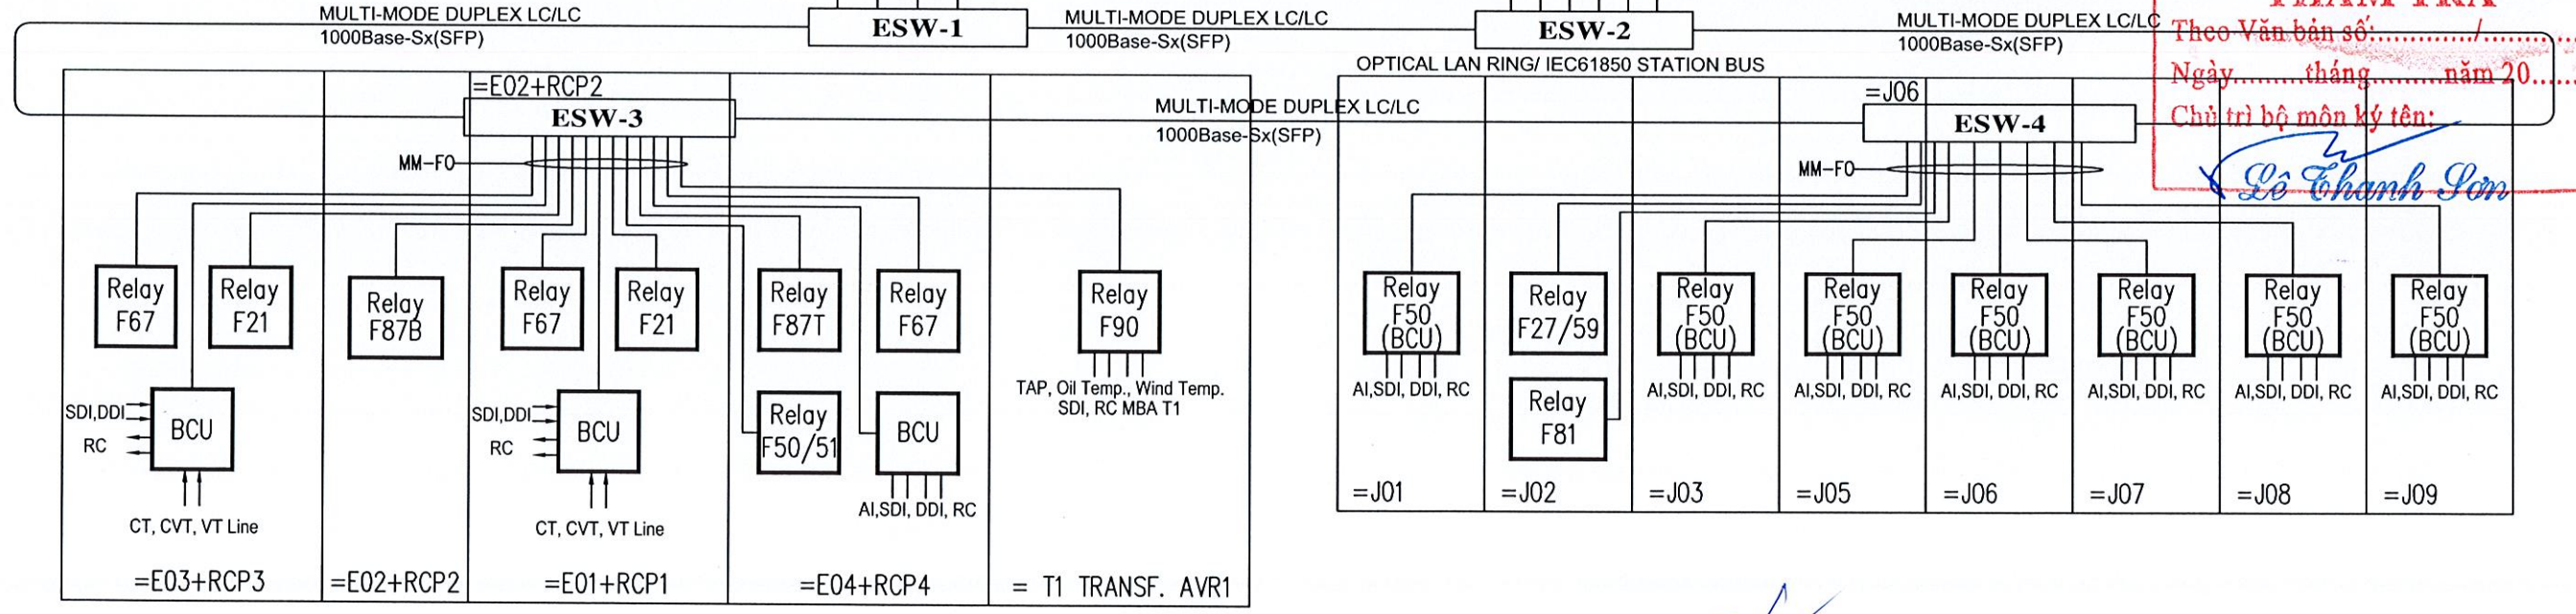 MULTI-MODE DUPLEX LC/LC
1000Base-Sx(SFP)
ESW-1
MULTI-MODE DUPLEX LC/LC
1000Base-Sx(SFP)
ESW-2
MULTI-MODE DUPLEX LC/LC
1000Base-Sx(SFP)
THẨM TRA
Theo Văn bản số:............/............
Ngày.........tháng.........năm 20.....
Chủ trì bộ môn ký tên:
Lê Thanh Sơn
OPTICAL LAN RING/ IEC61850 STATION BUS
=E02+RCP2
ESW-3
MULTI-MODE DUPLEX LC/LC
1000Base-Sx(SFP)
=J06
ESW-4
MM-FO
MM-FO
Relay
F67
Relay
F21
SDI,DDI
RC
BCU
CT, CVT, VT Line
=E03+RCP3
Relay
F87B
=E02+RCP2
Relay
F67
Relay
F21
SDI,DDI
RC
BCU
CT, CVT, VT Line
=E01+RCP1
Relay
F87T
Relay
F67
Relay
F50/51
BCU
AI,SDI, DDI, RC
=E04+RCP4
Relay
F90
TAP, Oil Temp., Wind Temp.
SDI, RC MBA T1
= T1 TRANSF. AVR1
Relay
F50
(BCU)
AI,SDI, DDI, RC
=J01
Relay
F27/59
Relay
F81
=J02
Relay
F50
(BCU)
AI,SDI, DDI, RC
=J03
Relay
F50
(BCU)
AI,SDI, DDI, RC
=J05
Relay
F50
(BCU)
AI,SDI, DDI, RC
=J06
Relay
F50
(BCU)
AI,SDI, DDI, RC
=J07
Relay
F50
(BCU)
AI,SDI, DDI, RC
=J08
Relay
F50
(BCU)
AI,SDI, DDI, RC
=J09